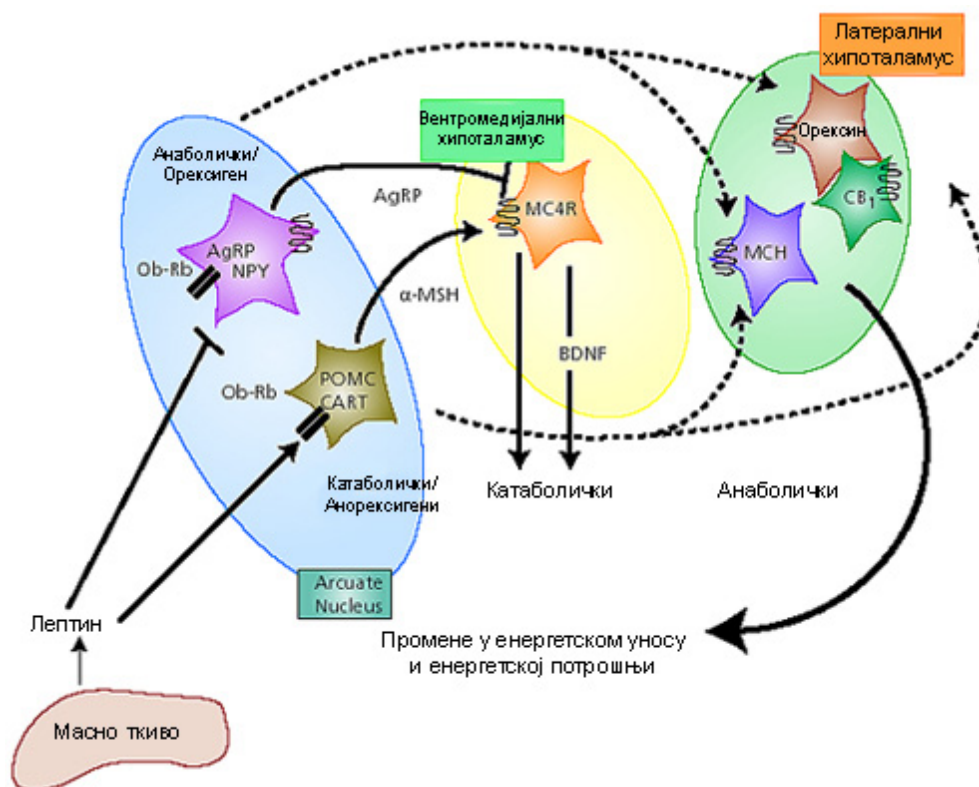 Латерални
хипоталамус
Вентромедијални
хипоталамус
Орексин
Анаболички/
Орексиген
AgRP
CB1
MC4R
MCH
AgRP
NPY
Ob-Rb
α-MSH
BDNF
POMC
CART
Ob-Rb
Катаболички/
Анорексигени
Катаболички
Анаболички
Arcuate
Nucleus
Лептин
Промене у енергетском уносу
и енергетској потрошњи
Масно ткиво